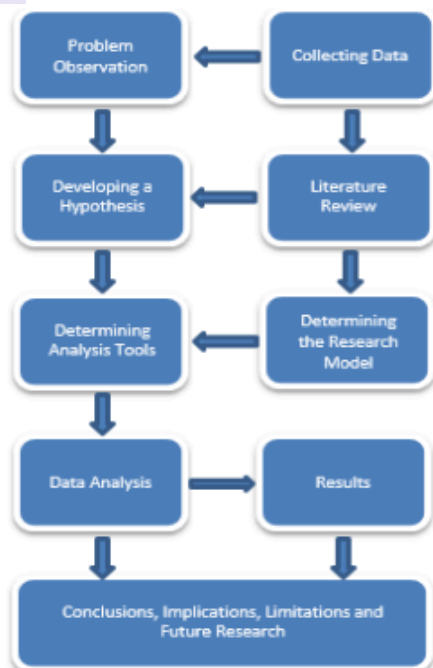 Problem
Observation
Collecting Data
Developing a
Hypothesis
Literature
Review
Determining
Analysis Tools
Determining
the Research
Model
Data Analysis
Results
Conclusions, Implications, Limitations and
Future Research